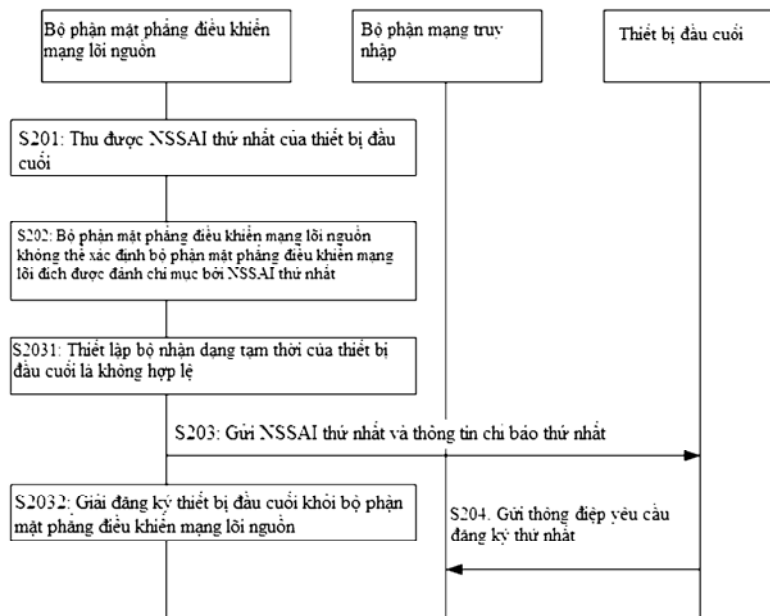 Bộ phận mặt phẳng điều khiển
mạng lõi nguồn
Bộ phận mạng truy
nhập
Thiết bị đầu cuối
S201: Thu được NSSAI thứ nhất của thiết bị đầu
cuối
S202: Bộ phận mặt phẳng điều khiển mạng lõi nguồn
không thể xác định bộ phận mặt phẳng điều khiển mạng
lõi đích được đánh chỉ mục bởi NSSAI thứ nhất
S2031: Thiết lập bộ nhận dạng tạm thời của thiết bị
đầu cuối là không hợp lệ
S203: Gửi NSSAI thứ nhất và thông tin chỉ báo thứ nhất
S2032: Giải đăng ký thiết bị đầu cuối khỏi bộ phận
mặt phẳng điều khiển mạng lõi nguồn
S204. Gửi thông điệp yêu cầu
đăng ký thứ nhất